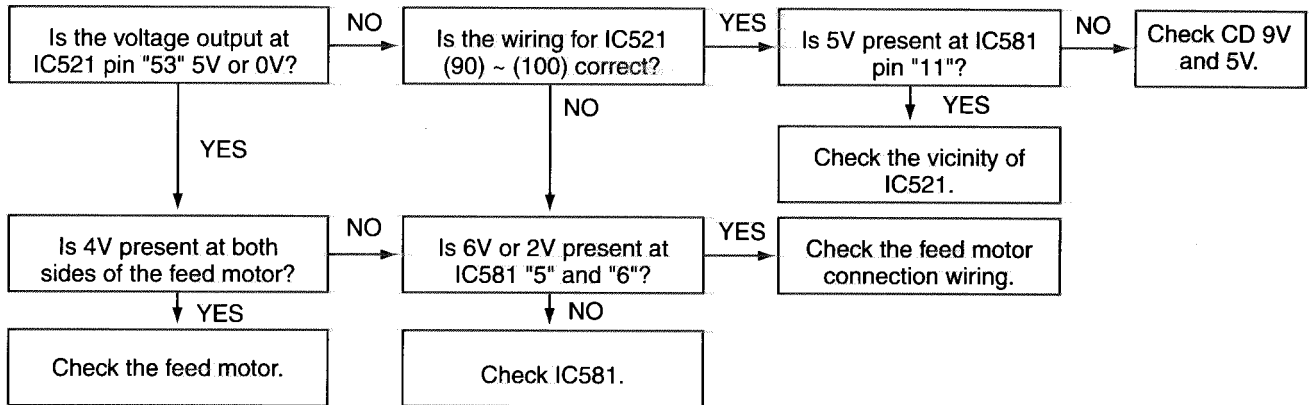 Is the voltage output at
IC521 pin "53" 5V or 0V?
NO
Is the wiring for IC521
(90) ~ (100) correct?
YES
Is 5V present at IC581
pin "11"?
NO
Check CD 9V
and 5V.
YES
NO
YES
Check the vicinity of
IC521.
Is 4V present at both
sides of the feed motor?
NO
Is 6V or 2V present at
IC581 "5" and "6"?
YES
Check the feed motor
connection wiring.
YES
NO
Check the feed motor.
Check IC581.